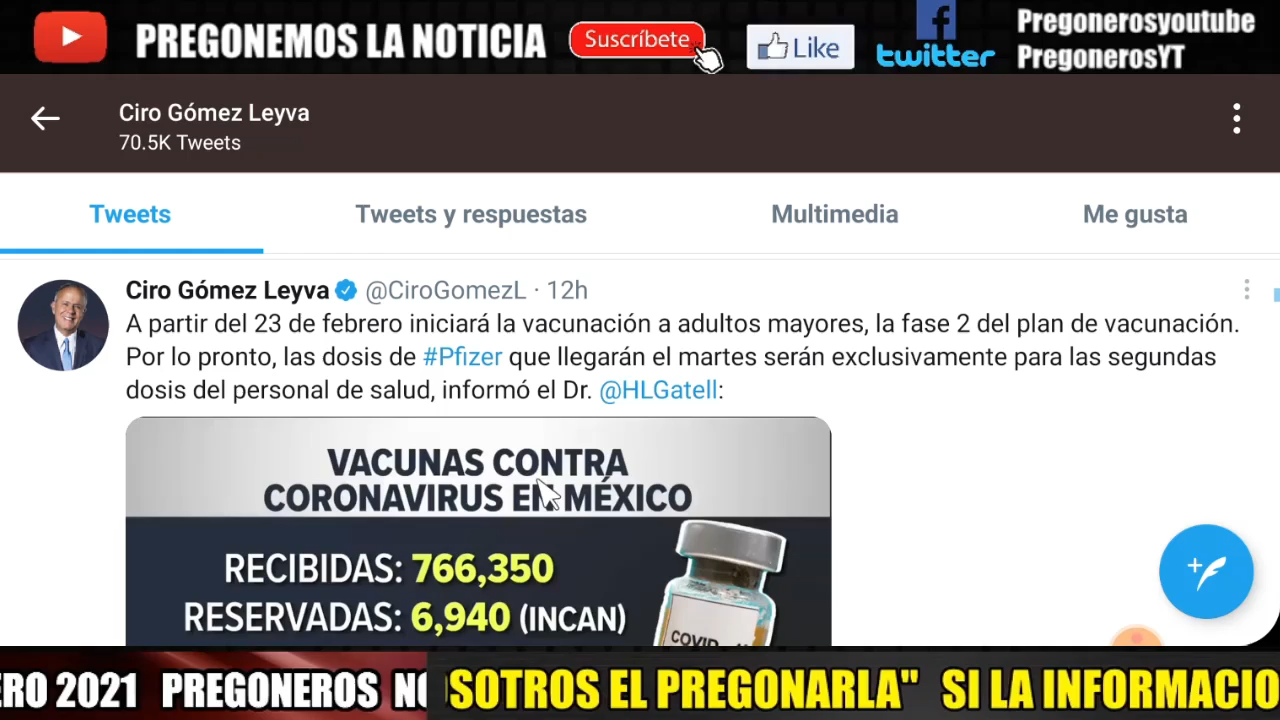 PREGONEMOS LA NOTICIA
Suscríbete
Like
twitter
Pregonerosyoutube
PregonerosYT
Ciro Gómez Leyva
70.5K Tweets
Tweets
Tweets y respuestas
Multimedia
Me gusta
Ciro Gómez Leyva @CiroGomezL · 12h
A partir del 23 de febrero iniciará la vacunación a adultos mayores, la fase 2 del plan de vacunación.
Por lo pronto, las dosis de #Pfizer que llegarán el martes serán exclusivamente para las segundas
dosis del personal de salud, informó el Dr. @HLGatell:
VACUNAS CONTRA
CORONAVIRUS EN MÉXICO
RECIBIDAS: 766,350
RESERVADAS: 6,940 (INCAN)
ERO 2021 PREGONEROS SOTROS EL PREGONARLA" SI LA INFORMACIO